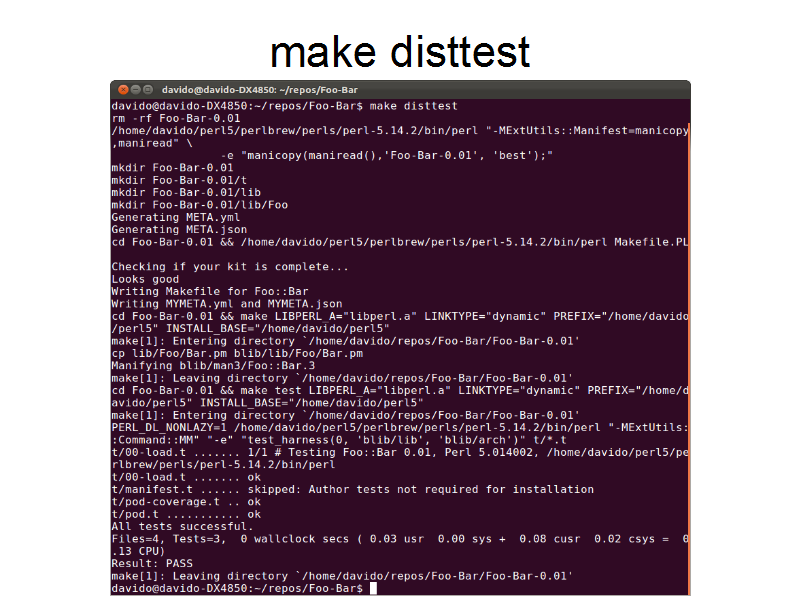 make disttest
davido@davido-DX4850: ~/repos/Foo-Bar
davido@davido-DX4850:~/repos/Foo-Bar$ make disttest
rm -rf Foo-Bar-0.01
/home/davido/perl5/perlbrew/perls/perl-5.14.2/bin/perl "-MExtUtils::Manifest=manicopy
,maniread" \
                -e "manicopy(maniread(),'Foo-Bar-0.01', 'best');"
mkdir Foo-Bar-0.01
mkdir Foo-Bar-0.01/t
mkdir Foo-Bar-0.01/lib
mkdir Foo-Bar-0.01/lib/Foo
Generating META.yml
Generating META.json
cd Foo-Bar-0.01 && /home/davido/perl5/perlbrew/perls/perl-5.14.2/bin/perl Makefile.PL
Checking if your kit is complete...
Looks good
Writing Makefile for Foo::Bar
Writing MYMETA.yml and MYMETA.json
cd Foo-Bar-0.01 && make LIBPERL_A="libperl.a" LINKTYPE="dynamic" PREFIX="/home/davido
/perl5" INSTALL_BASE="/home/davido/perl5"
make[1]: Entering directory `/home/davido/repos/Foo-Bar/Foo-Bar-0.01'
cp lib/Foo/Bar.pm blib/lib/Foo/Bar.pm
Manifying blib/man3/Foo::Bar.3
make[1]: Leaving directory `/home/davido/repos/Foo-Bar/Foo-Bar-0.01'
cd Foo-Bar-0.01 && make test LIBPERL_A="libperl.a" LINKTYPE="dynamic" PREFIX="/home/d
avido/perl5" INSTALL_BASE="/home/davido/perl5"
make[1]: Entering directory `/home/davido/repos/Foo-Bar/Foo-Bar-0.01'
PERL_DL_NONLAZY=1 /home/davido/perl5/perlbrew/perls/perl-5.14.2/bin/perl "-MExtUtils:
:Command::MM" "-e" "test_harness(0, 'blib/lib', 'blib/arch')" t/*.t
t/00-load.t ....... 1/1 # Testing Foo::Bar 0.01, Perl 5.014002, /home/davido/perl5/pe
rlbrew/perls/perl-5.14.2/bin/perl
t/00-load.t ....... ok
t/manifest.t ...... skipped: Author tests not required for installation
t/pod-coverage.t .. ok
t/pod.t ........... ok
All tests successful.
Files=4, Tests=3,  0 wallclock secs ( 0.03 usr  0.00 sys +  0.08 cusr  0.02 csys =  0
.13 CPU)
Result: PASS
make[1]: Leaving directory `/home/davido/repos/Foo-Bar/Foo-Bar-0.01'
davido@davido-DX4850:~/repos/Foo-Bar$